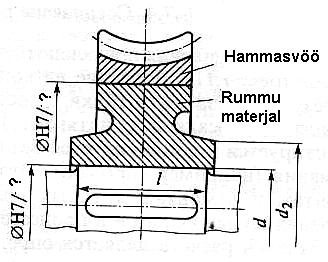 Hammasvöö
Rummu
materjal
ØH7/-?
ØH7/-?
l
d
d₂